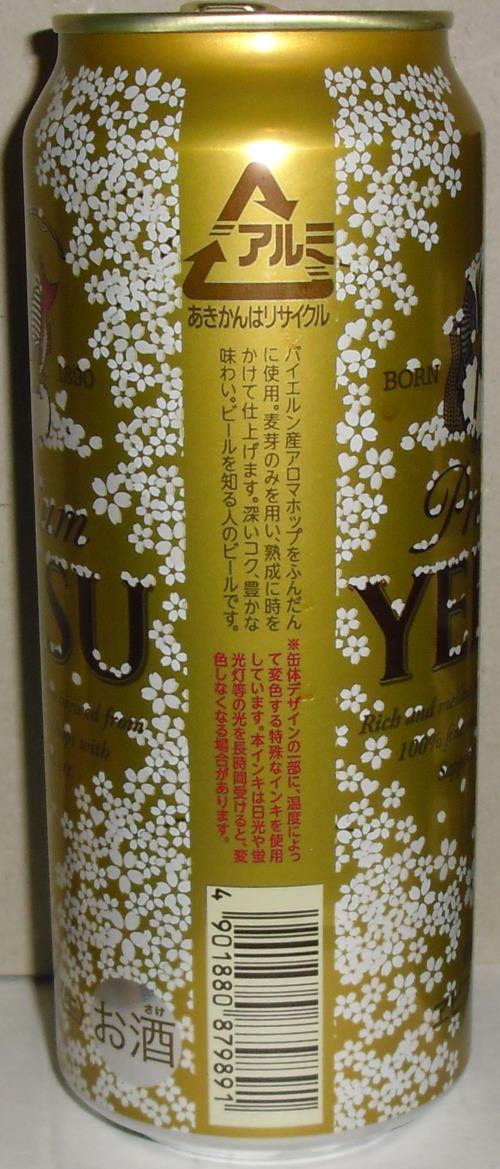 アルミ
あきかんはリサイクル
バイエルン産アロマホップをふんだん
に使用。麦芽のみを用い、熟成に時を
かけて仕上げます。深いコク、豊かな
味わい。ビールを知る人のビールです。
※缶体デザインの一部に、温度によっ
て変色する特殊なインキを使用
しています。本インキは日光や蛍
光灯等の光を長時間受けると、変
色しなくなる場合があります。
4 901880 879891
1890
um
SU
brewed from
with
さけ
お酒
BORN
Pr
YE
Rich and mel
100%